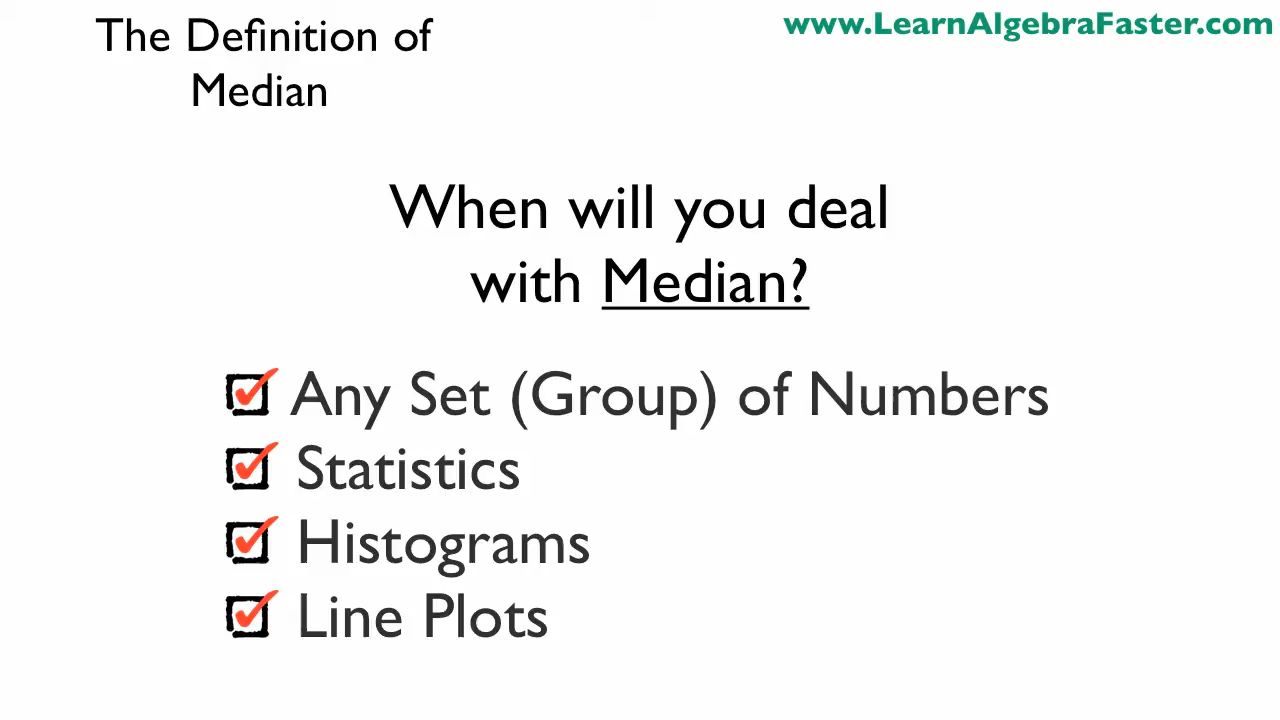 The Definition of
Median
www.LearnAlgebraFaster.com
When will you deal
with Median?
Any Set (Group) of Numbers
Statistics
Histograms
Line Plots